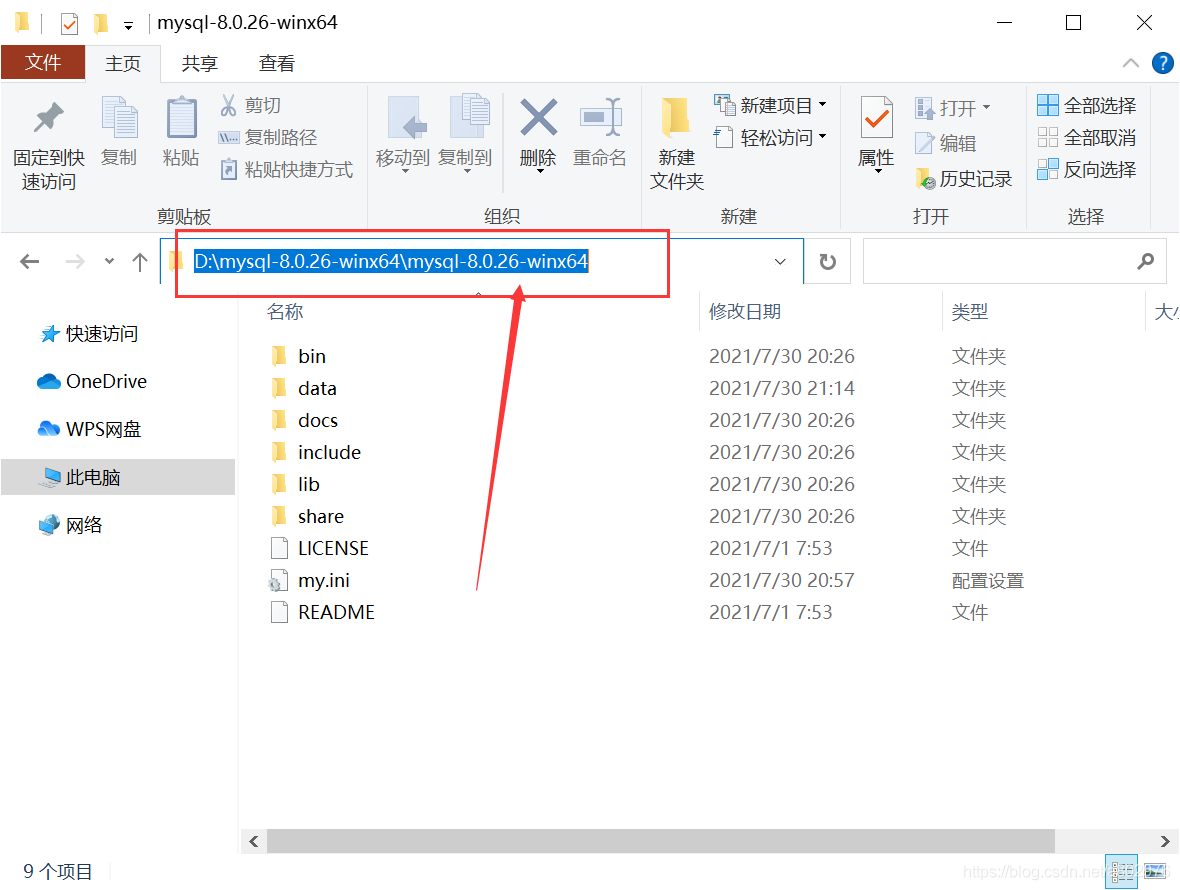 mysql-8.0.26-winx64
文件 主页 共享 查看
固定到快速访问
复制
粘贴
剪切
复制路径
粘贴快捷方式
剪贴板
移动到
复制到
删除
重命名
组织
新建文件夹
新建项目
轻松访问
新建
属性
打开
编辑
历史记录
打开
全部选择
全部取消
反向选择
选择
D:\mysql-8.0.26-winx64\mysql-8.0.26-winx64
快速访问
OneDrive
WPS网盘
此电脑
网络
名称 修改日期 类型 大小
bin 2021/7/30 20:26 文件夹
data 2021/7/30 21:14 文件夹
docs 2021/7/30 20:26 文件夹
include 2021/7/30 20:26 文件夹
lib 2021/7/30 20:26 文件夹
share 2021/7/30 20:26 文件夹
LICENSE 2021/7/1 7:53 文件
my.ini 2021/7/30 20:57 配置设置
README 2021/7/1 7:53 文件
9 个项目